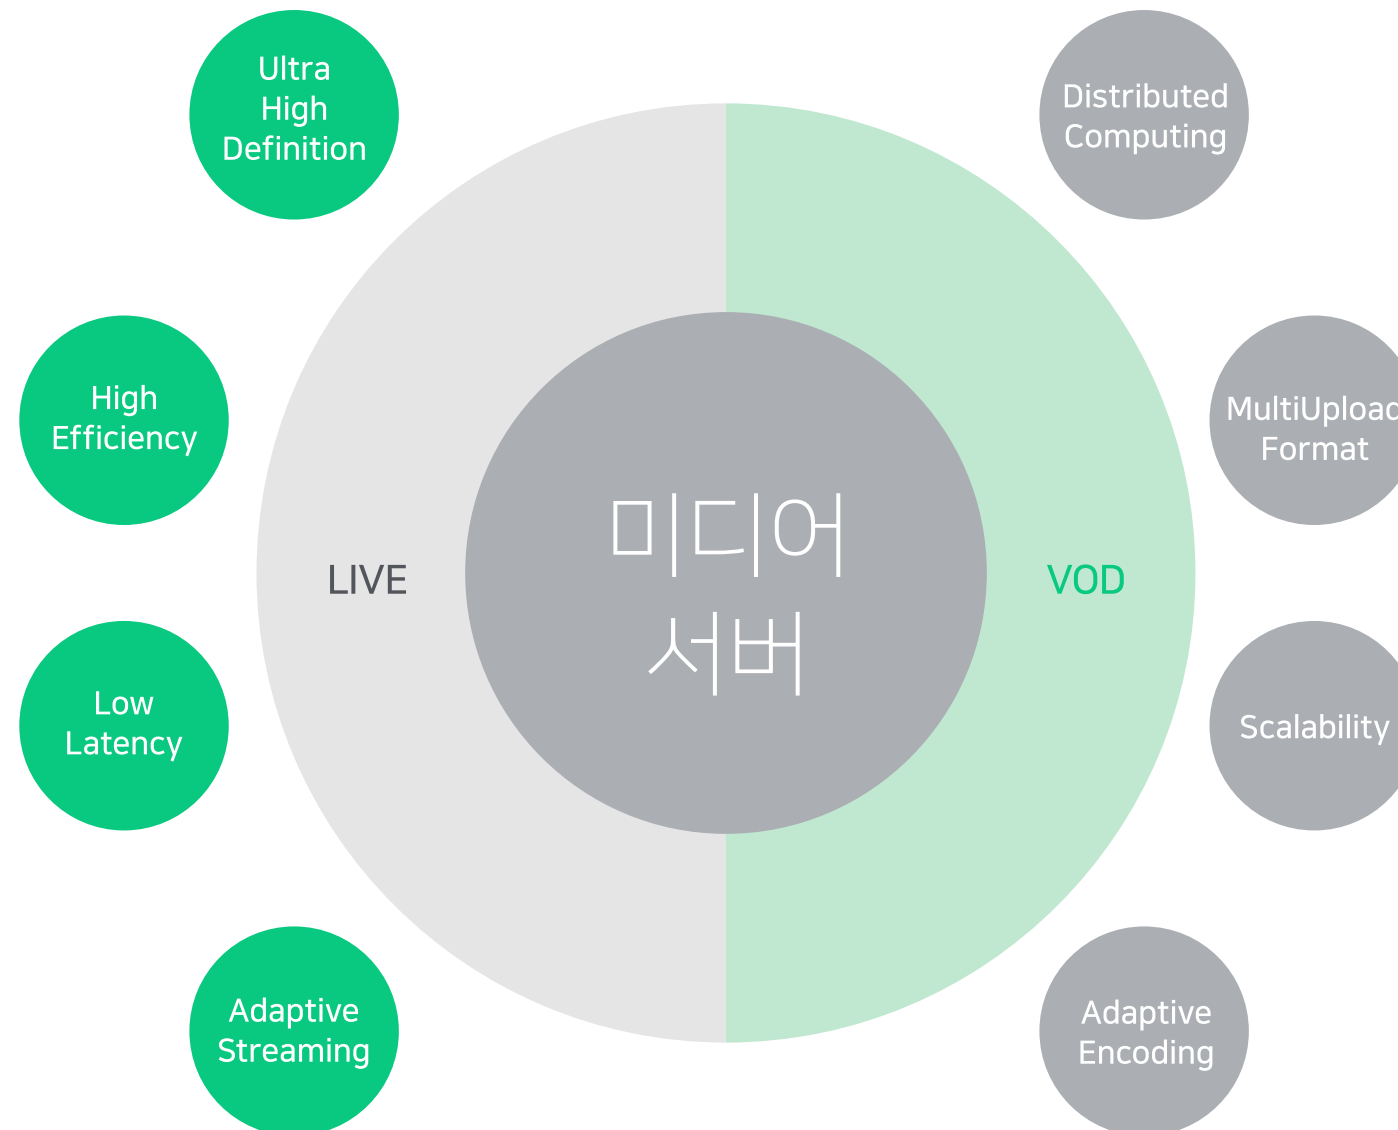 Ultra
High
Definition
Distributed
Computing
High
Efficiency
MultiUpload
Format
미디어
서버
LIVE
VOD
Low
Latency
Scalability
Adaptive
Streaming
Adaptive
Encoding